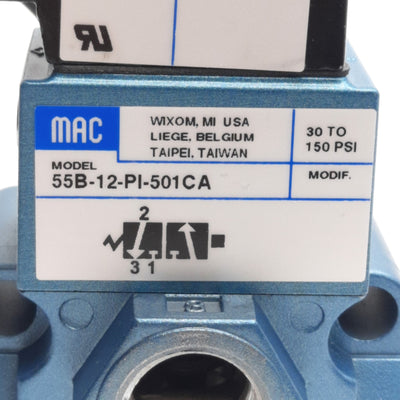 MAC
WIXOM, MI USA
LIEGE, BELGIUM
TAIPEI, TAIWAN
30 TO
150 PSI
MODEL
55B-12-PI-501CA
MODIF.
2
3 1